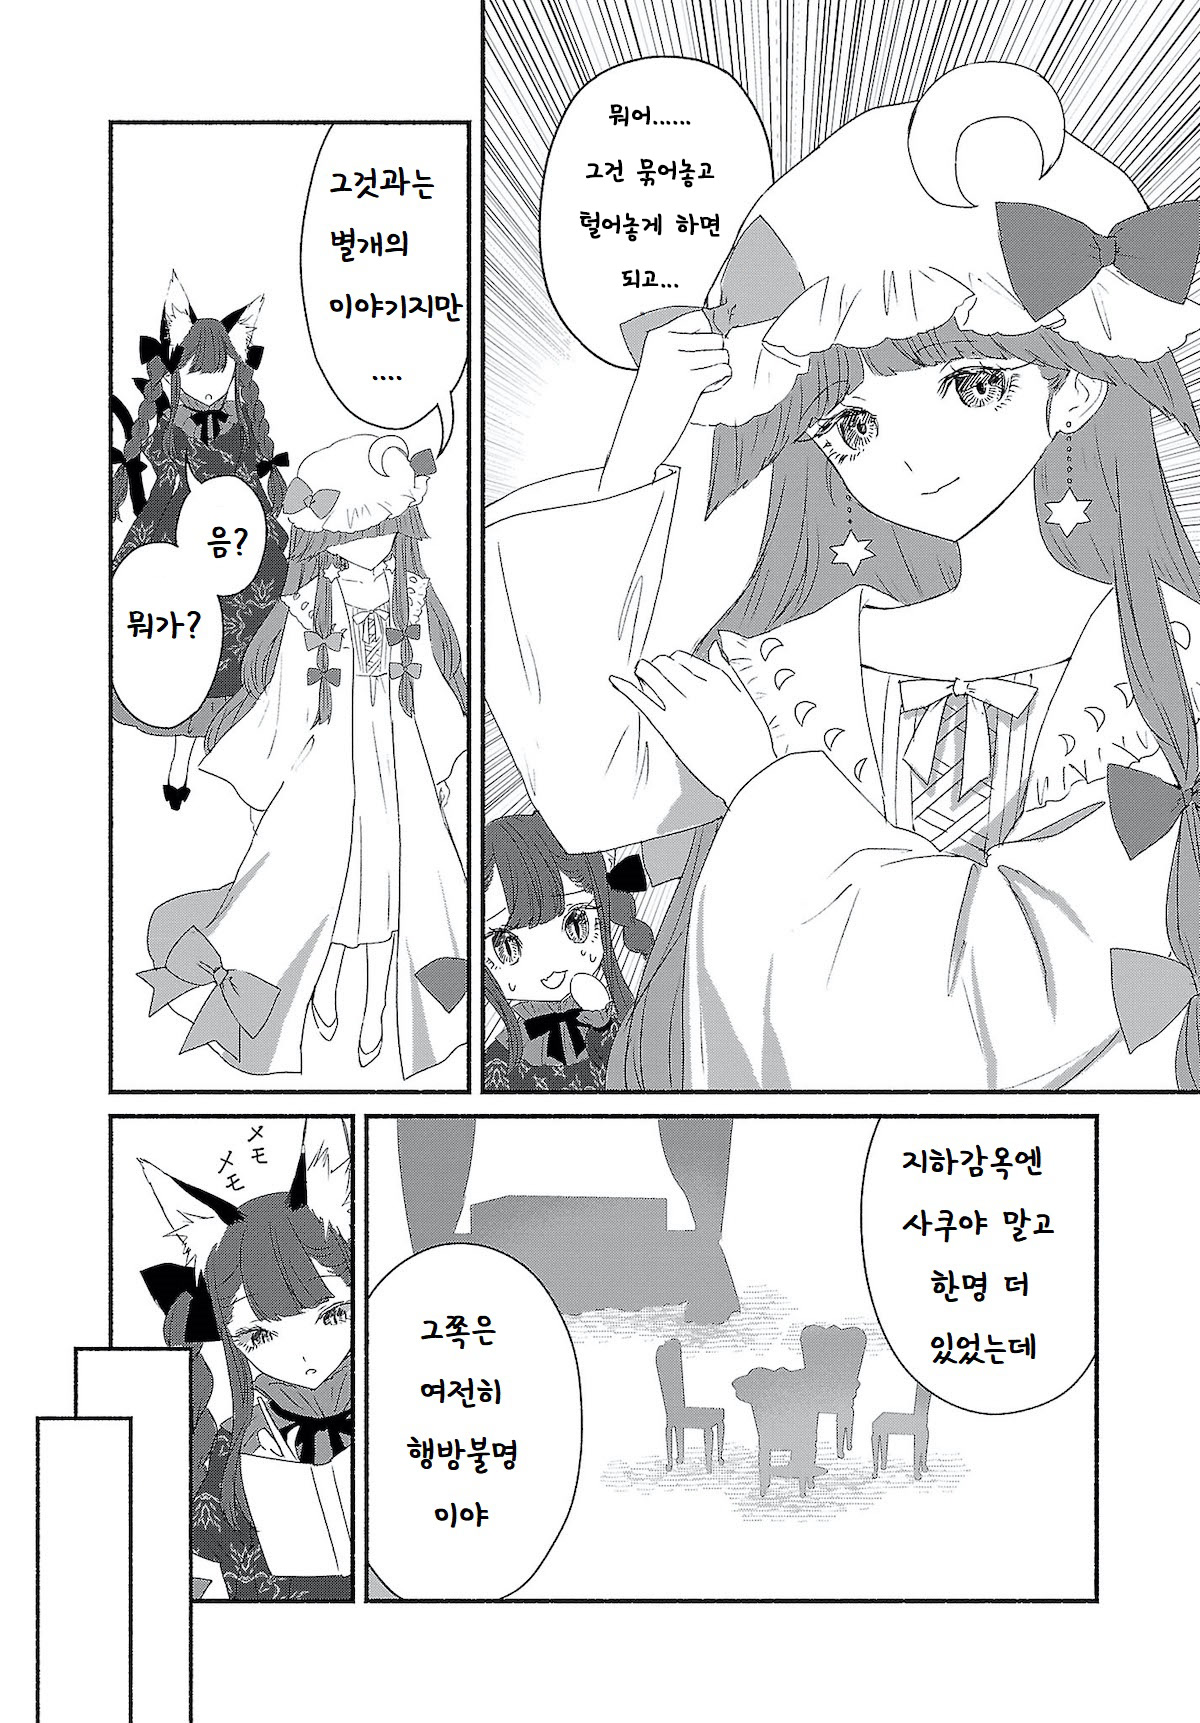 뭐어......
그건 묶어놓고
털어놓게 하면
되고...
그것과는
별개의
이야기지만
....
음?
뭐가?
지하감옥엔
사쿠야 말고
한명 더
있었는데
그쪽은
여전히
행방불명
이야
メモ
メモ